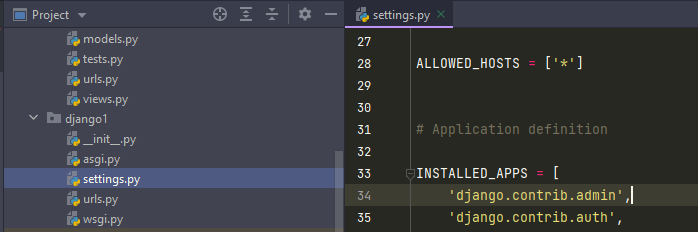 Project
models.py
tests.py
urls.py
views.py
django1
__init__.py
asgi.py
settings.py
urls.py
wsgi.py
settings.py
27
28 ALLOWED_HOSTS = ['*']
29
30
31 # Application definition
32
33 INSTALLED_APPS = [
34 'django.contrib.admin',
35 'django.contrib.auth',